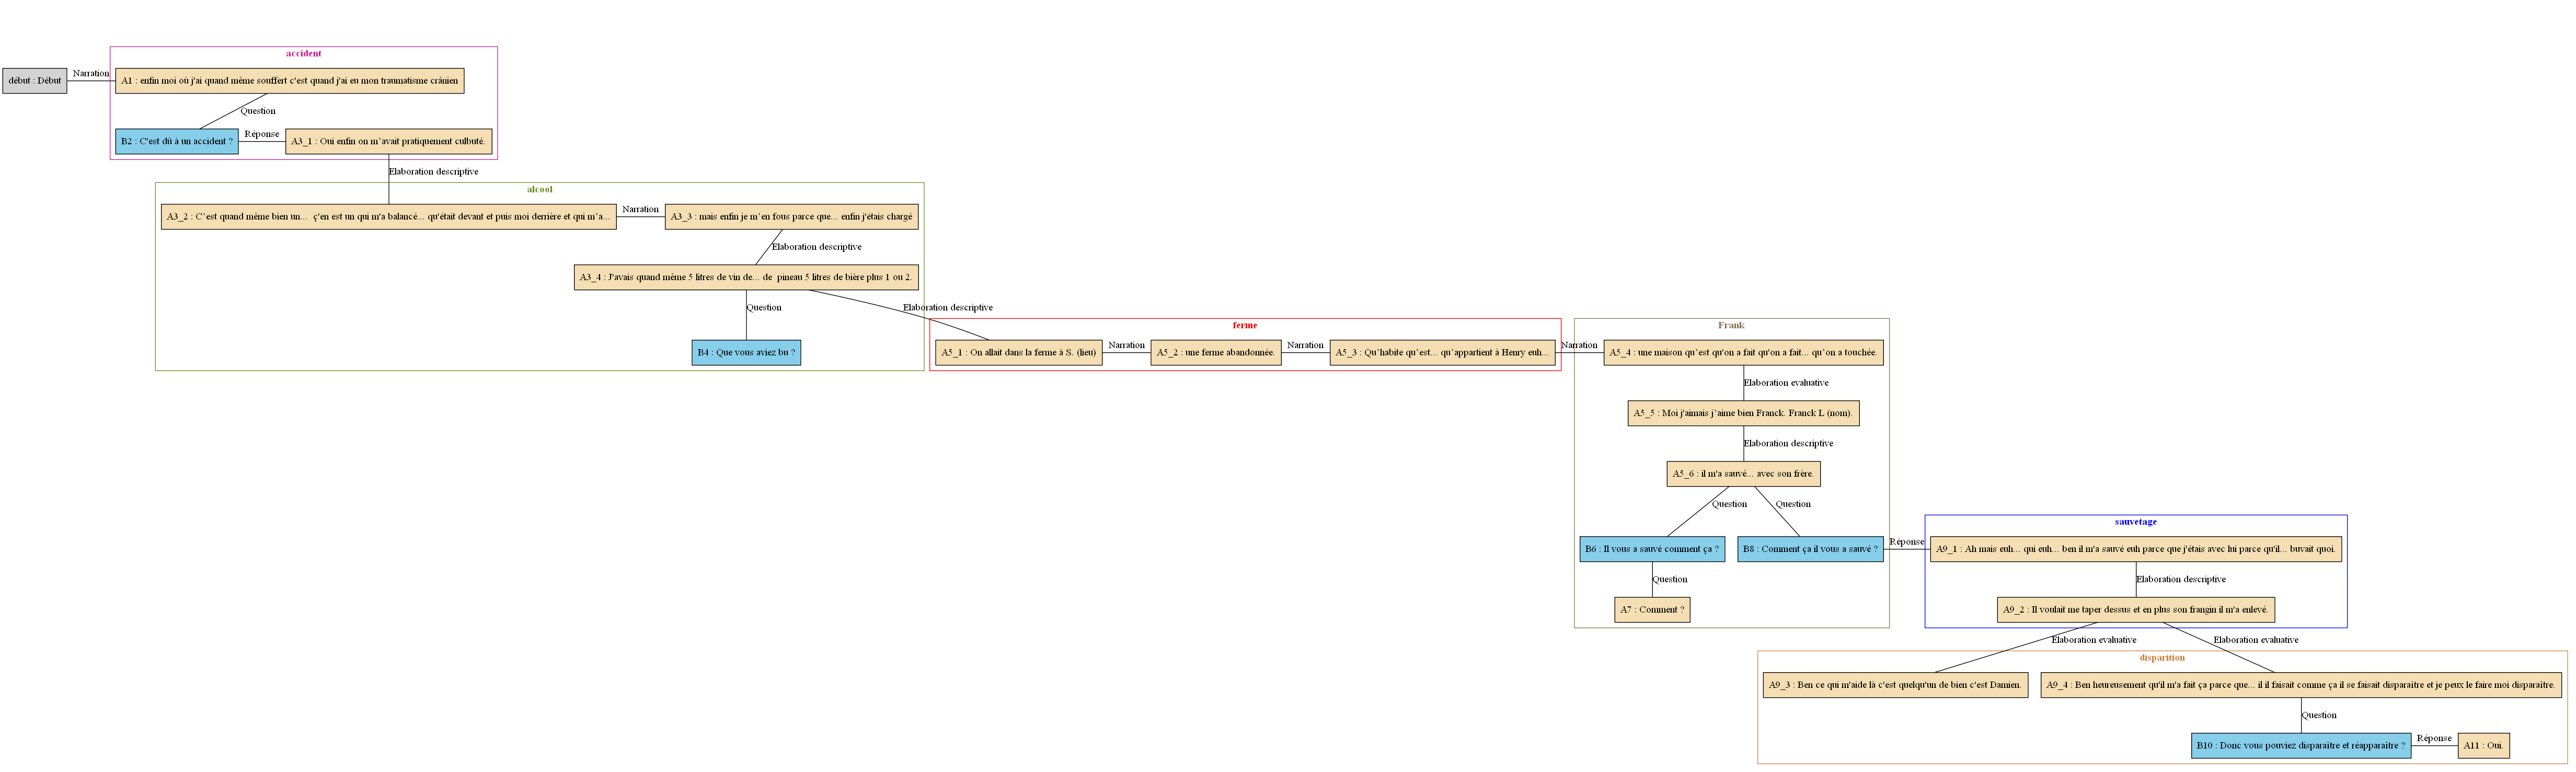 accident
début : Début
Narration
A1 : enfin moi où j'ai quand même souffert c'est quand j'ai eu mon traumatisme crânien
Question
B2 : C'est dû à un accident ?
Réponse
A3_1 : Oui enfin on m’avait pratiquement culbuté.
Elaboration descriptive
alcool
A3_2 : C’est quand même bien un... ç'en est un qui m'a balancé... qu'était devant et puis moi derrière et qui m’a...
Narration
A3_3 : mais enfin je m’en fous parce que... enfin j'étais chargé
Elaboration descriptive
A3_4 : J'avais quand même 5 litres de vin de... de pineau 5 litres de bière plus 1 ou 2.
Question
Elaboration descriptive
B4 : Que vous aviez bu ?
ferme
A5_1 : On allait dans la ferme à S. (lieu)
Narration
A5_2 : une ferme abandonnée.
Narration
A5_3 : Qu’habite qu’est... qu’appartient à Henry euh...
Narration
Frank
A5_4 : une maison qu’est qu'on a fait qu'on a fait... qu’on a touchée.
Elaboration evaluative
A5_5 : Moi j'aimais j’aime bien Franck. Franck L (nom).
Elaboration descriptive
A5_6 : il m'a sauvé... avec son frère.
Question
Question
B6 : Il vous a sauvé comment ça ?
B8 : Comment ça il vous a sauvé ?
Question
A7 : Comment ?
Réponse
sauvetage
A9_1 : Ah mais euh... qui euh... ben il m'a sauvé euh parce que j'étais avec lui parce qu'il... buvait quoi.
Elaboration descriptive
A9_2 : Il voulait me taper dessus et en plus son frangin il m'a enlevé.
Elaboration evaluative
Elaboration evaluative
disparition
A9_3 : Ben ce qui m'aide là c'est quelqu'un de bien c'est Damien.
A9_4 : Ben heureusement qu'il m'a fait ça parce que... il il faisait comme ça il se faisait disparaître et je peux le faire moi disparaître.
Question
B10 : Donc vous pouviez disparaître et réapparaître ?
Réponse
A11 : Oui.